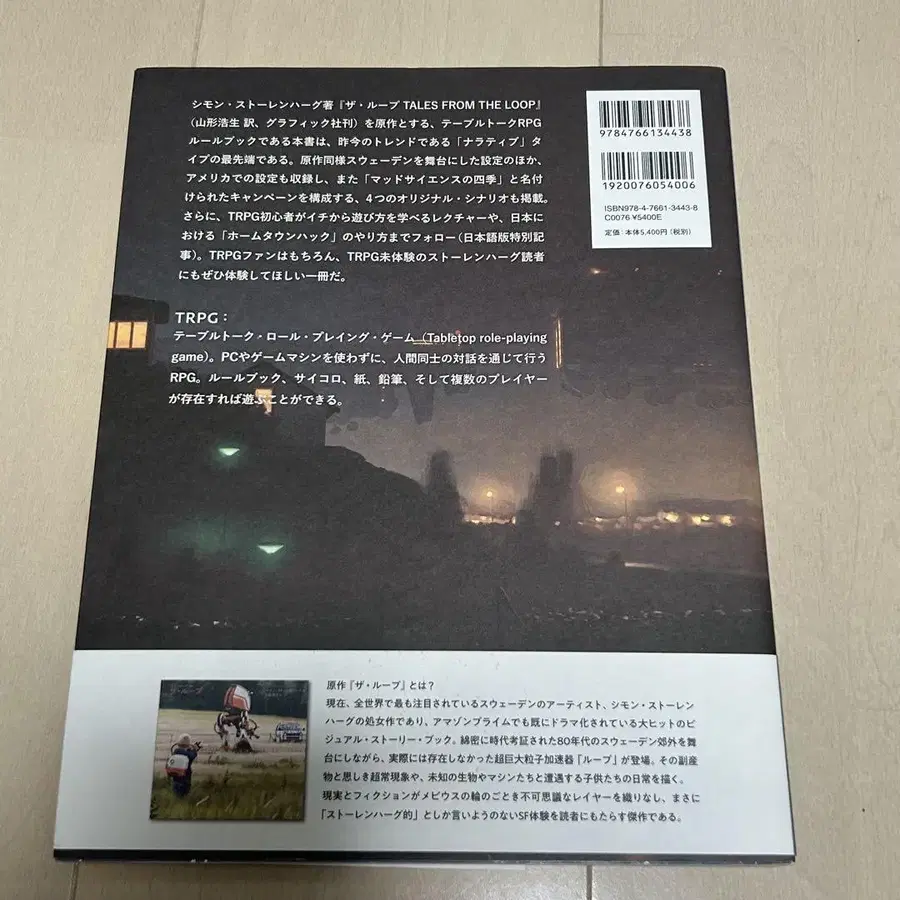 シモン・ストーレンハーグ著『ザ・ループ TALES FROM THE LOOP』
(山形浩生 訳、グラフィック社刊)を原作とする、テーブルトークRPG
ルールブックである本書は、昨今のトレンドである「ナラティブ」タ
イプの最先端である。原作同様スウェーデンを舞台にした設定のほか、
アメリカでの設定も収録し、また「マッドサイエンスの四季」と名付
けられたキャンペーンを構成する、4つのオリジナル・シナリオも掲載。
さらに、TRPG初心者がイチから遊び方を学べるレクチャーや、日本に
おける「ホームタウンハック」のやり方までフォロー(日本語版特別記
事)。TRPGファンはもちろん、TRPG未体験のストーレンハーグ読者
にもぜひ体験してほしい一冊だ。
TRPG:
テーブルトーク・ロール・プレイング・ゲーム(Tabletop role-playing
game)。PCやゲームマシンを使わずに、人間同士の対話を通じて行う
RPG。ルールブック、サイコロ、紙、鉛筆、そして複数のプレイヤー
が存在すれば遊ぶことができる。
9784766134438
1920076054006
ISBN978-4-7661-3443-8
C0076 ¥5400E
定価:本体5,400円(税別)
原作『ザ・ループ』とは?
現在、全世界で最も注目されているスウェーデンのアーティスト、シモン・ストーレン
ハーグの処女作であり、アマゾンプライムでも既にドラマ化されている大ヒットのビ
ジュアル・ストーリー・ブック。綿密に時代考証された80年代のスウェーデン郊外を舞
台にしながら、実際には存在しなかった超巨大粒子加速器「ループ」が登場。その副産
物と思しき超常現象や、未知の生物やマシンたちと遭遇する子供たちの日常を描く。
現実とフィクションがメビウスの輪のごとき不可思議なレイヤーを織りなし、まさに
「ストーレンハーグ的」としか言いようのないSF体験を読者にもたらす傑作である。